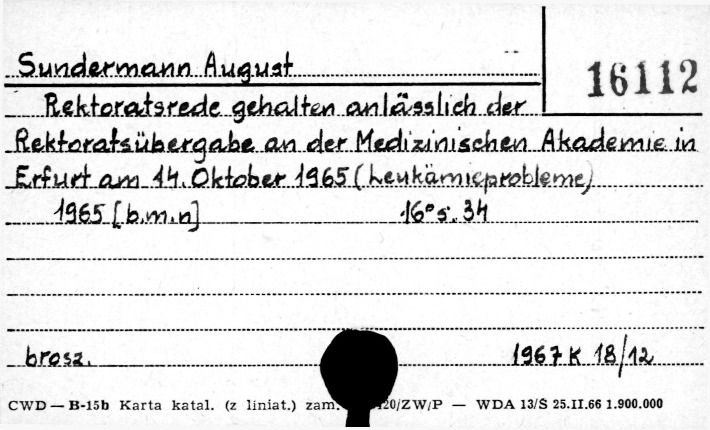 Sundermann August
16112
Rektoratsrede gehalten anlässlich der
Rektoratsübergabe an der Medizinischen Akademie in
Erfurt am 14. Oktober 1965 (Leukämieprobleme)
1965 [b.m.n] 16° s. 34
brosz. 1967 K 18/12
CWD — B-15b Karta katal. (z liniat.) zam. 20/ZW/P — WDA 13/S 25.II.66 1.900.000